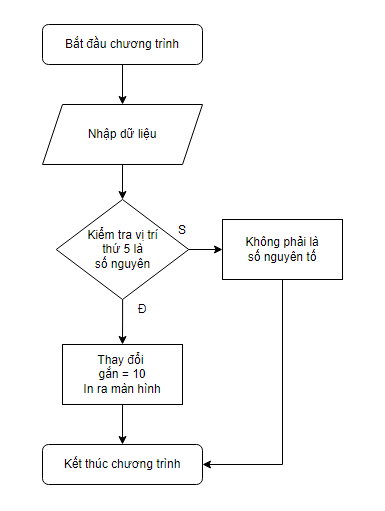 Bắt đầu chương trình
Nhập dữ liệu
Kiểm tra vị trí
thứ 5 là
số nguyên
S
Không phải là
số nguyên tố
Đ
Thay đổi
gắn = 10
In ra màn hình
Kết thúc chương trình